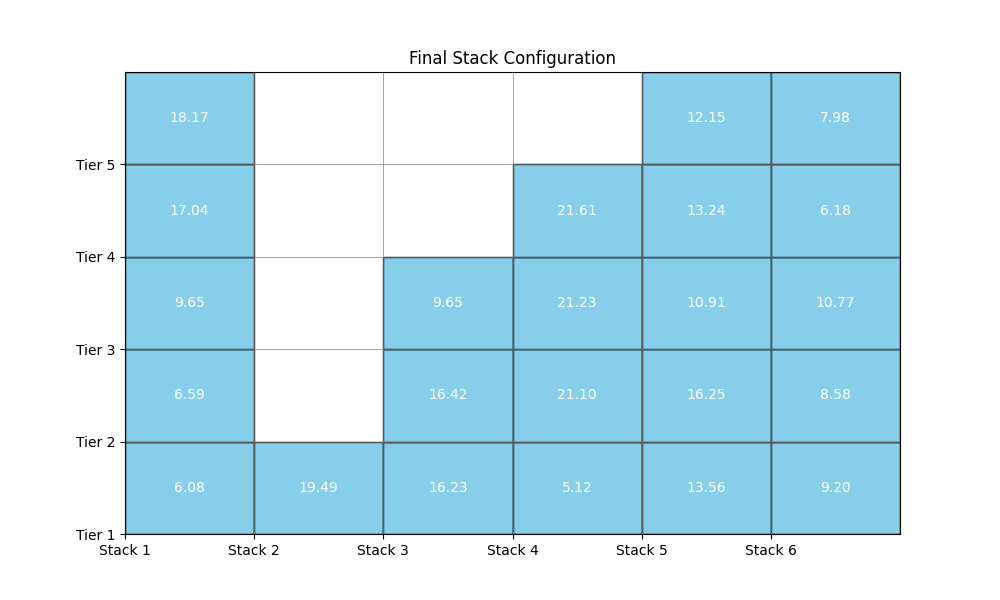 Final Stack Configuration
18.17 12.15 7.98
Tier 5
17.04 21.61 13.24 6.18
Tier 4
9.65 9.65 21.23 10.91 10.77
Tier 3
6.59 16.42 21.10 16.25 8.58
Tier 2
6.08 19.49 16.23 5.12 13.56 9.20
Tier 1
Stack 1 Stack 2 Stack 3 Stack 4 Stack 5 Stack 6